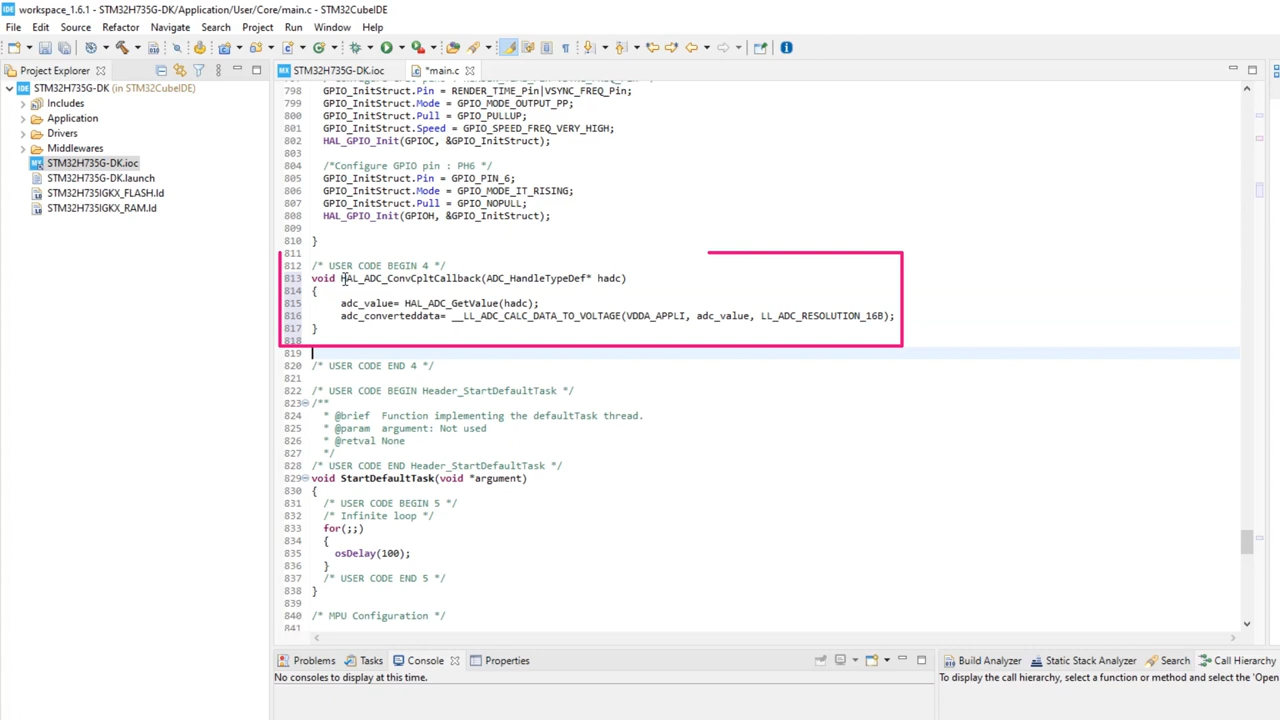 workspace_1.6.1 - STM32H735G-DK/Application/User/Core/main.c - STM32CubeIDE
File Edit Source Refactor Navigate Search Project Run Window Help
Project Explorer
STM32H735G-DK.ioc *main.c
STM32H735G-DK (in STM32CubeIDE)
Includes
Application
Drivers
Middlewares
STM32H735G-DK.ioc
STM32H735G-DK.launch
STM32H735IGKX_FLASH.ld
STM32H735IGKX_RAM.ld
798 GPIO_InitStruct.Pin = RENDER_TIME_Pin|VSYNC_FREQ_Pin;
799 GPIO_InitStruct.Mode = GPIO_MODE_OUTPUT_PP;
800 GPIO_InitStruct.Pull = GPIO_PULLUP;
801 GPIO_InitStruct.Speed = GPIO_SPEED_FREQ_VERY_HIGH;
802 HAL_GPIO_Init(GPIOC, &GPIO_InitStruct);
803
804 /*Configure GPIO pin : PH6 */
805 GPIO_InitStruct.Pin = GPIO_PIN_6;
806 GPIO_InitStruct.Mode = GPIO_MODE_IT_RISING;
807 GPIO_InitStruct.Pull = GPIO_NOPULL;
808 HAL_GPIO_Init(GPIOH, &GPIO_InitStruct);
809
810 }
811
812 /* USER CODE BEGIN 4 */
813 void HAL_ADC_ConvCpltCallback(ADC_HandleTypeDef* hadc)
814 {
815 adc_value= HAL_ADC_GetValue(hadc);
816 adc_converteddata= __LL_ADC_CALC_DATA_TO_VOLTAGE(VDDA_APPLI, adc_value, LL_ADC_RESOLUTION_16B);
817 }
818
819
820 /* USER CODE END 4 */
821
822 /* USER CODE BEGIN Header_StartDefaultTask */
823 /**
824 * @brief Function implementing the defaultTask thread.
825 * @param argument: Not used
826 * @retval None
827 */
828 /* USER CODE END Header_StartDefaultTask */
829 void StartDefaultTask(void *argument)
830 {
831 /* USER CODE BEGIN 5 */
832 /* Infinite loop */
833 for(;;)
834 {
835 osDelay(100);
836 }
837 /* USER CODE END 5 */
838 }
839
840 /* MPU Configuration */
841
Problems Tasks Console Properties
No consoles to display at this time.
Build Analyzer Static Stack Analyzer Search Call Hierarchy
To display the call hierarchy, select a function or method and select the 'Open